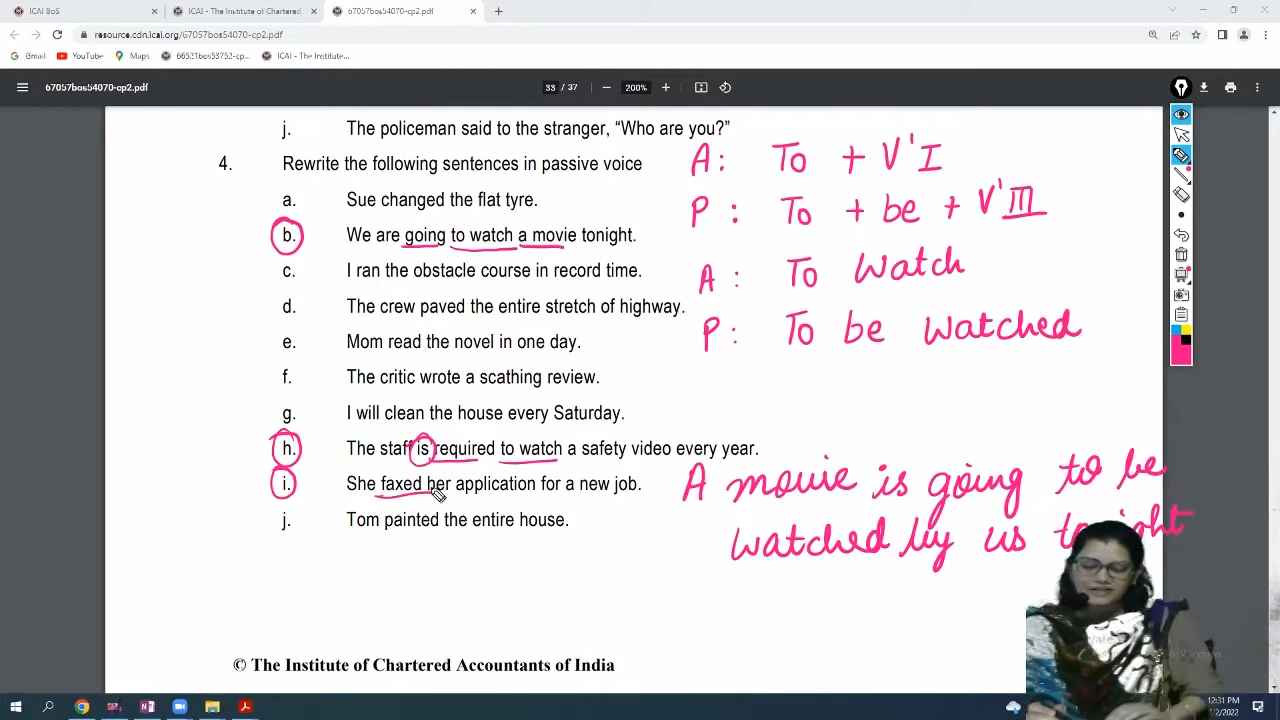 ICAI BoS
ICAI - The Institute of Chartered
67057bos54070-cp2.pdf
resource.cdn.icai.org/67057bos54070-cp2.pdf
Gmail YouTube Maps 66521bos53752-cp... ICAI - The Institute...
67057bos54070-cp2.pdf 33 / 37 200%
j. The policeman said to the stranger, “Who are you?”
4. Rewrite the following sentences in passive voice
a. Sue changed the flat tyre.
b. We are going to watch a movie tonight.
c. I ran the obstacle course in record time.
d. The crew paved the entire stretch of highway.
e. Mom read the novel in one day.
f. The critic wrote a scathing review.
g. I will clean the house every Saturday.
h. The staff is required to watch a safety video every year.
i. She faxed her application for a new job.
j. Tom painted the entire house.
A: To + V'I
P: To + be + V'III
A: To Watch
P: To be Watched
A movie is going to be
watched by us
© The Institute of Chartered Accountants of India
12:31 PM